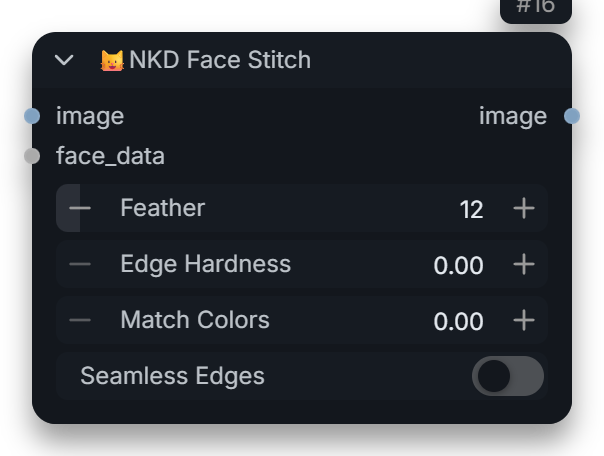 #16
NKD Face Stitch
image
image
face_data
Feather 12
Edge Hardness 0.00
Match Colors 0.00
Seamless Edges